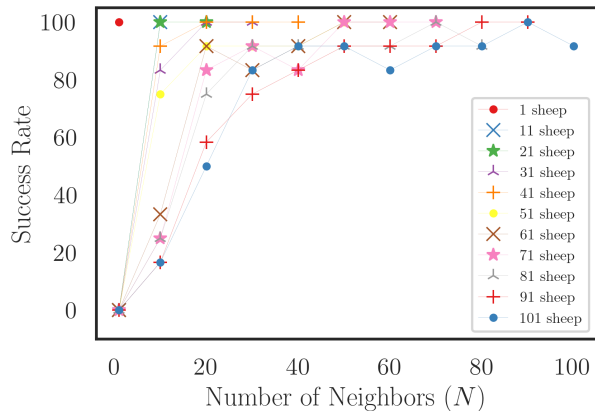 100
80
60
40
20
0
Success Rate
1 sheep
11 sheep
21 sheep
31 sheep
41 sheep
51 sheep
61 sheep
71 sheep
81 sheep
91 sheep
101 sheep
0 20 40 60 80 100
Number of Neighbors (N)